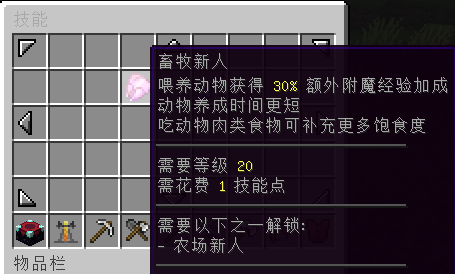 技能
畜牧新人
喂养动物获得 30% 额外附魔经验加成
动物养成时间更短
吃动物肉类食物可补充更多饱食度
需要等级 20
需花费 1 技能点
需要以下之一解锁:
- 农场新人
物品栏